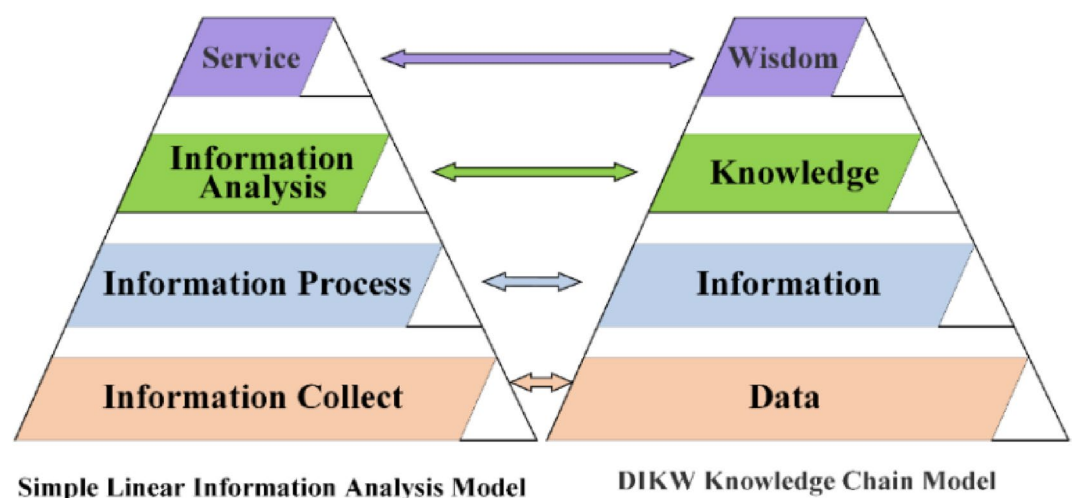 Service
Wisdom
Information
Analysis
Knowledge
Information Process
Information
Information Collect
Data
Simple Linear Information Analysis Model
DIKW Knowledge Chain Model